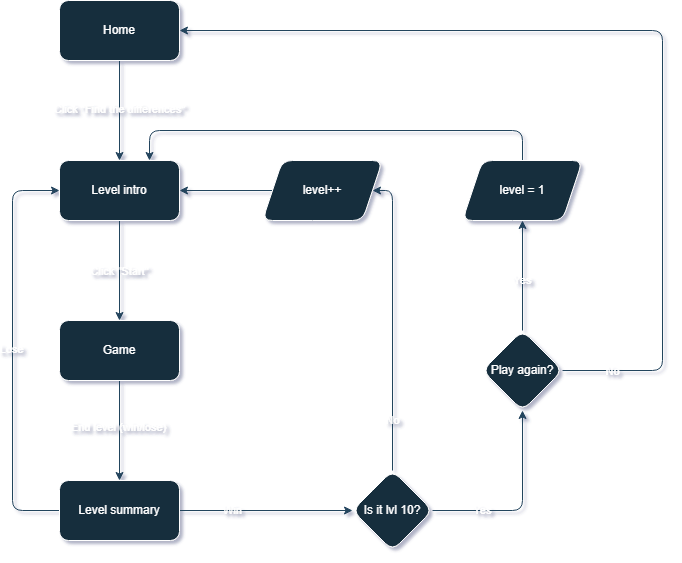 Home
Click "Find the differences"
Level intro
level++
level = 1
Click "Start"
Yes
Lose
Game
Play again?
No
No
End level (win/lose)
Level summary
Win
Is it lvl 10?
Yes